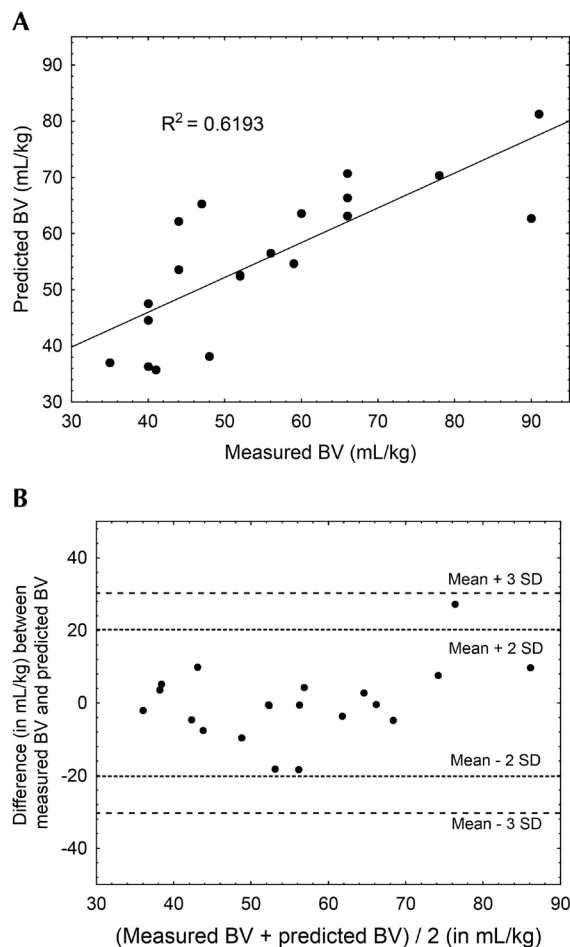 A
90
80
70
60
50
40
30
Predicted BV (mL/kg)
R² = 0.6193
30 40 50 60 70 80 90
Measured BV (mL/kg)
B
40
20
0
-20
-40
Difference (in mL/kg) between
measured BV and predicted BV
Mean + 3 SD
Mean + 2 SD
Mean - 2 SD
Mean - 3 SD
30 40 50 60 70 80 90
(Measured BV + predicted BV) / 2 (in mL/kg)